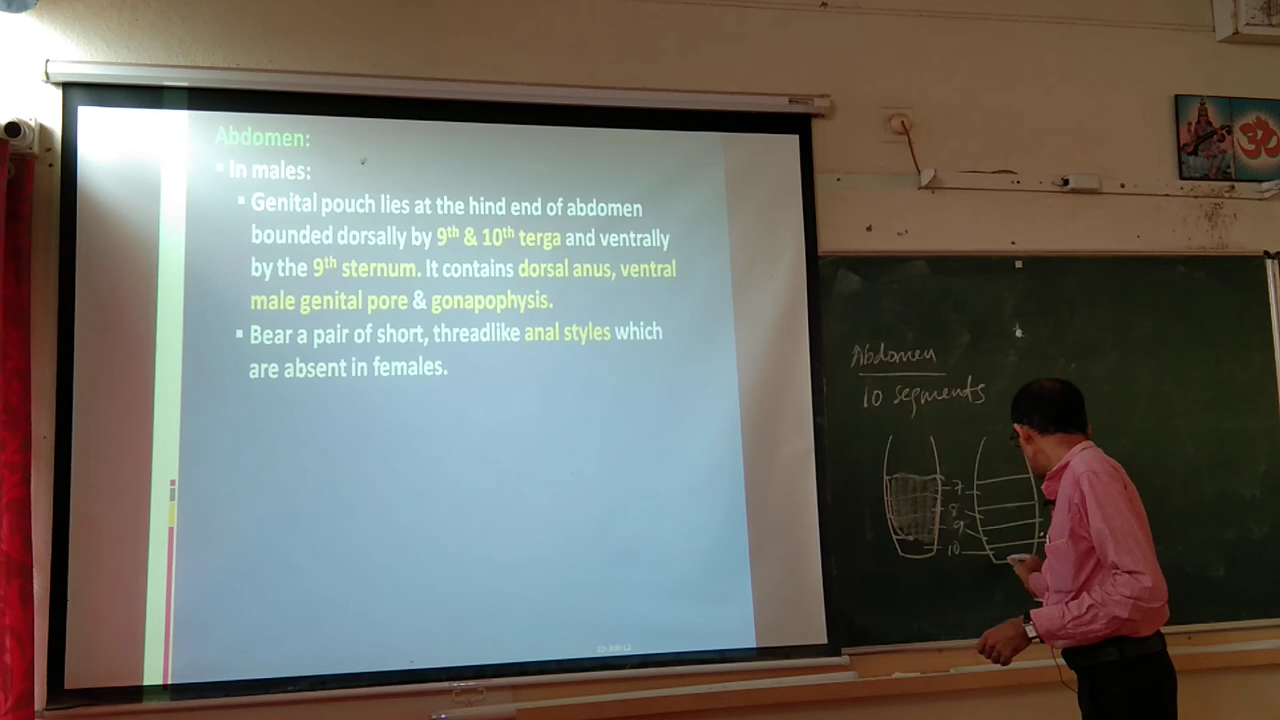 Abdomen:
▪ In males:
▪ Genital pouch lies at the hind end of abdomen
bounded dorsally by 9th & 10th terga and ventrally
by the 9th sternum. It contains dorsal anus, ventral
male genital pore & gonapophysis.
▪ Bear a pair of short, threadlike anal styles which
are absent in females.
Abdomen
10 segments
7
8
9
10